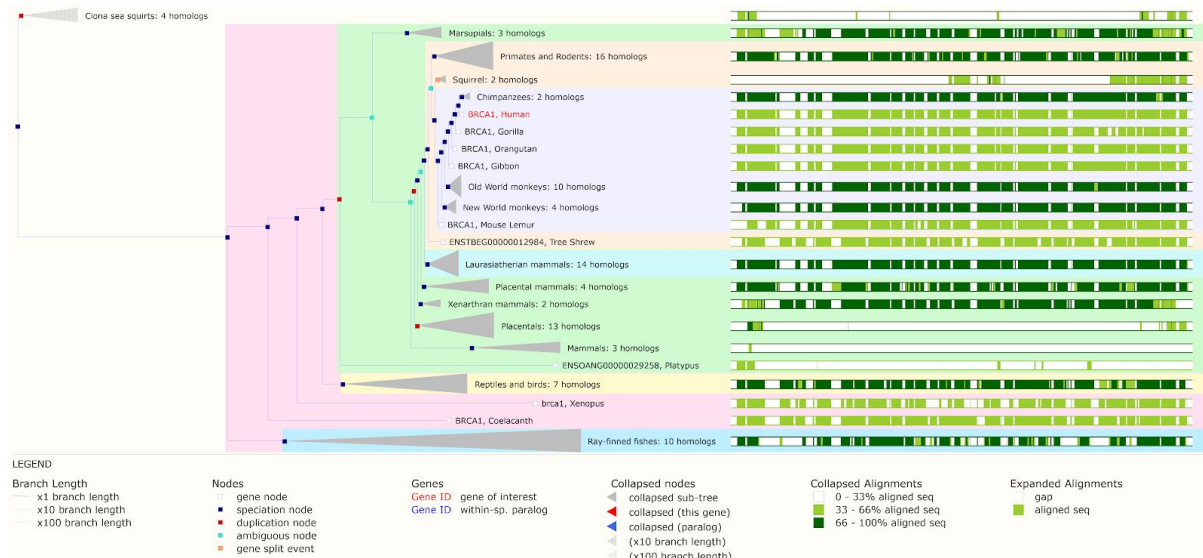 Ciona sea squirts: 4 homologs
Marsupials: 3 homologs
Primates and Rodents: 16 homologs
Squirrel: 2 homologs
Chimpanzees: 2 homologs
BRCA1, Human
BRCA1, Gorilla
BRCA1, Orangutan
BRCA1, Gibbon
Old World monkeys: 10 homologs
New World monkeys: 4 homologs
BRCA1, Mouse Lemur
ENSTBEG00000012984, Tree Shrew
Laurasiatherian mammals: 14 homologs
Placental mammals: 4 homologs
Xenarthran mammals: 2 homologs
Placentals: 13 homologs
Mammals: 3 homologs
ENSOANG00000029258, Platypus
Reptiles and birds: 7 homologs
brca1, Xenopus
BRCA1, Coelacanth
Ray-finned fishes: 10 homologs
LEGEND
Branch Length
x1 branch length
x10 branch length
x100 branch length
Nodes
gene node
speciation node
duplication node
ambiguous node
gene split event
Genes
Gene ID gene of interest
Gene ID within-sp. paralog
Collapsed nodes
collapsed sub-tree
collapsed (this gene)
collapsed (paralog)
(x10 branch length)
(x100 branch length)
Collapsed Alignments
0 - 33% aligned seq
33 - 66% aligned seq
66 - 100% aligned seq
Expanded Alignments
gap
aligned seq